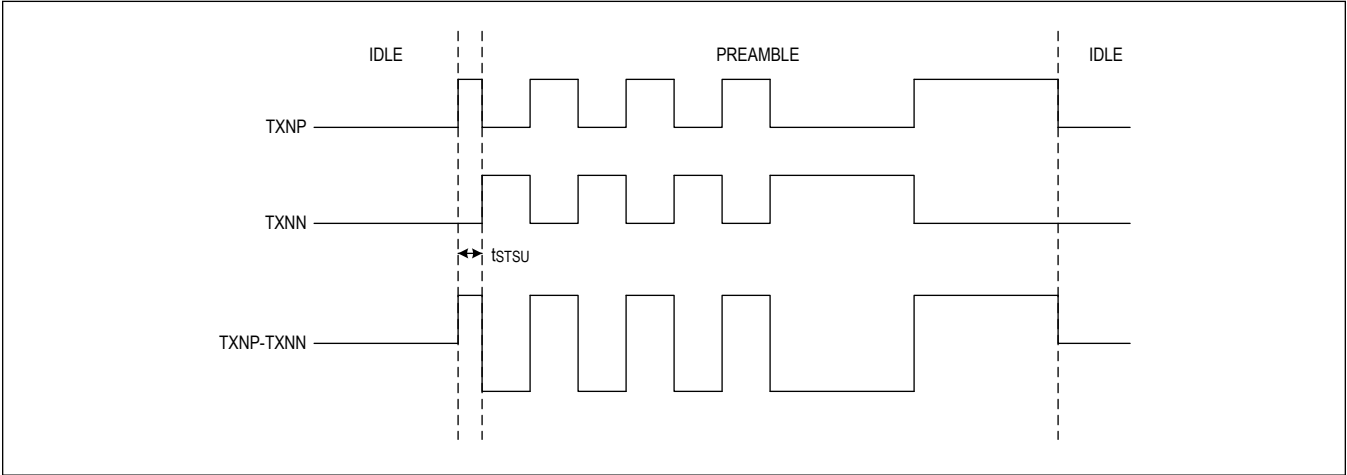 IDLE PREAMBLE IDLE
TXNP
TXNN
tSTSU
TXNP-TXNN